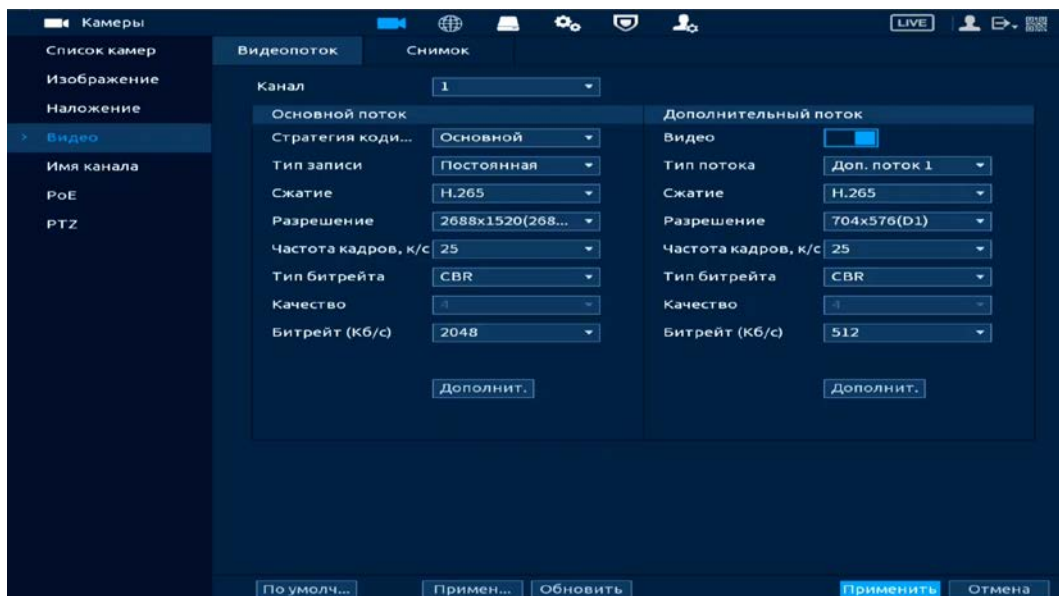 Камеры LIVE
Список камер
Изображение
Наложение
> Видео
Имя канала
PoE
PTZ
Видеопоток Снимок
Канал 1
Основной поток
Стратегия коди... Основной
Тип записи Постоянная
Сжатие H.265
Разрешение 2688x1520(268...
Частота кадров, к/с 25
Тип битрейта CBR
Качество 4
Битрейт (Кб/с) 2048
Дополнит.
Дополнительный поток
Видео
Тип потока Доп. поток 1
Сжатие H.265
Разрешение 704x576(D1)
Частота кадров, к/с 25
Тип битрейта CBR
Качество 4
Битрейт (Кб/с) 512
Дополнит.
По умолч... Примен... Обновить Применить Отмена